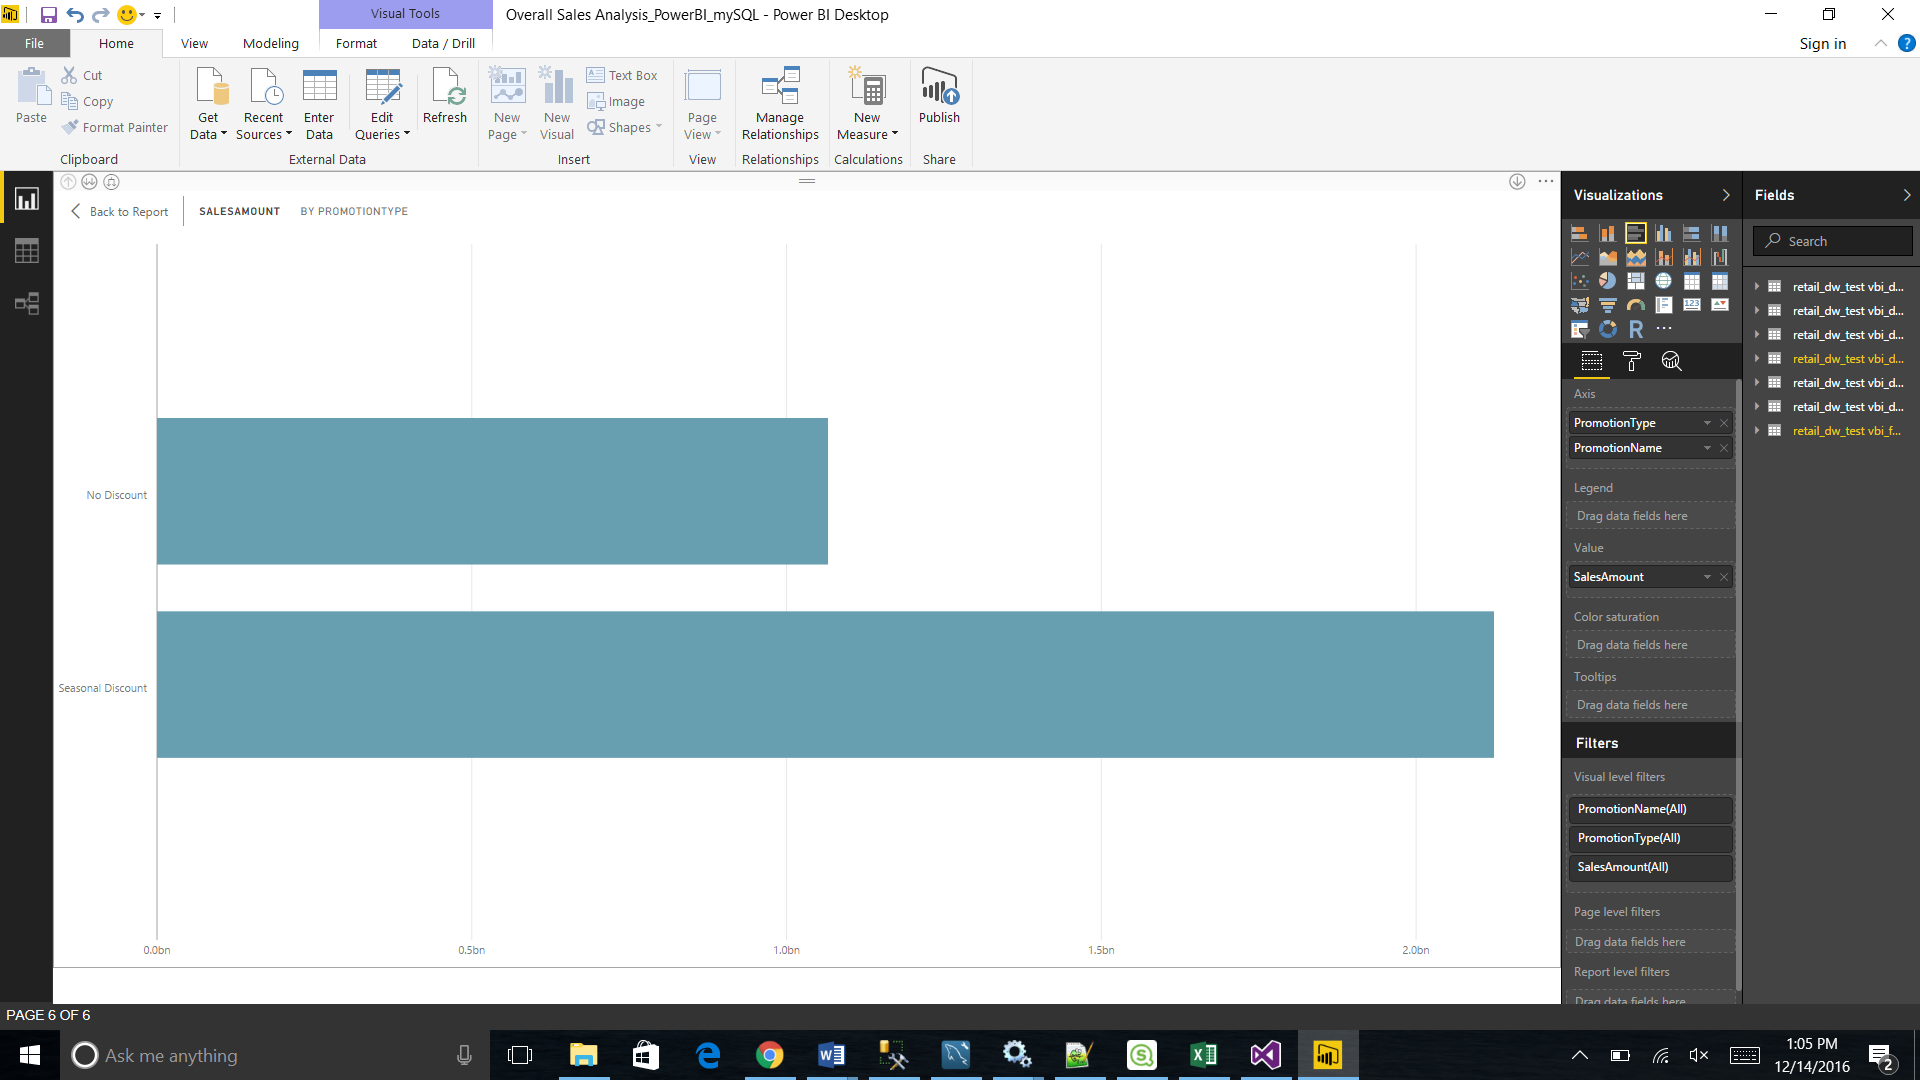 Visual Tools
Overall Sales Analysis_PowerBI_mySQL - Power BI Desktop
File
Home
View
Modeling
Format
Data / Drill
Sign in
?
Paste
Cut
Copy
Format Painter
Clipboard
Get Data
Recent Sources
Enter Data
Edit Queries
Refresh
External Data
New Page
New Visual
Text Box
Image
Shapes
Insert
Page View
View
Manage Relationships
Relationships
New Measure
Calculations
Publish
Share
Back to Report
SALESAMOUNT
BY PROMOTIONTYPE
No Discount
Seasonal Discount
0.0bn
0.5bn
1.0bn
1.5bn
2.0bn
Visualizations
123
R
Axis
PromotionType
PromotionName
Legend
Drag data fields here
Value
SalesAmount
Color saturation
Drag data fields here
Tooltips
Drag data fields here
Filters
Visual level filters
PromotionName(All)
PromotionType(All)
SalesAmount(All)
Page level filters
Drag data fields here
Report level filters
Drag data fields here
Fields
Search
retail_dw_test vbi_d...
retail_dw_test vbi_d...
retail_dw_test vbi_d...
retail_dw_test vbi_d...
retail_dw_test vbi_d...
retail_dw_test vbi_d...
retail_dw_test vbi_f...
PAGE 6 OF 6
Ask me anything
1:05 PM
12/14/2016
2